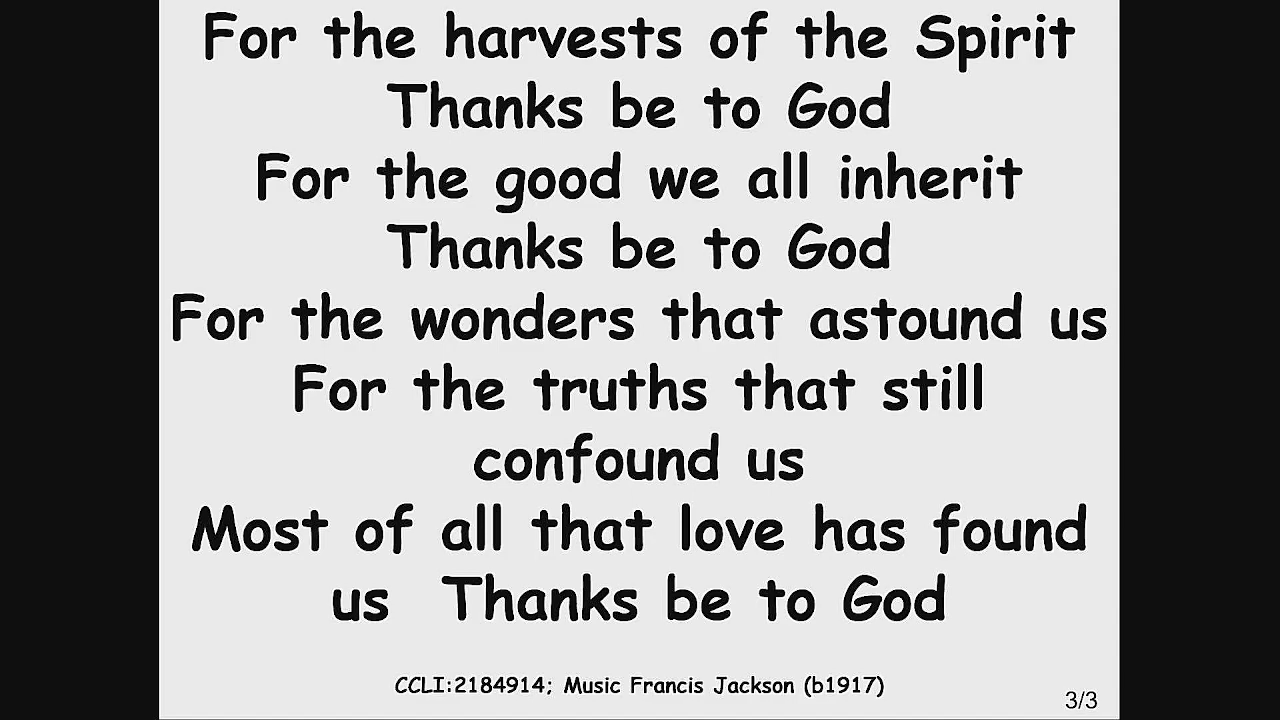 For the harvests of the Spirit
Thanks be to God
For the good we all inherit
Thanks be to God
For the wonders that astound us
For the truths that still
confound us
Most of all that love has found
us  Thanks be to God
CCLI:2184914; Music Francis Jackson (b1917)
3/3